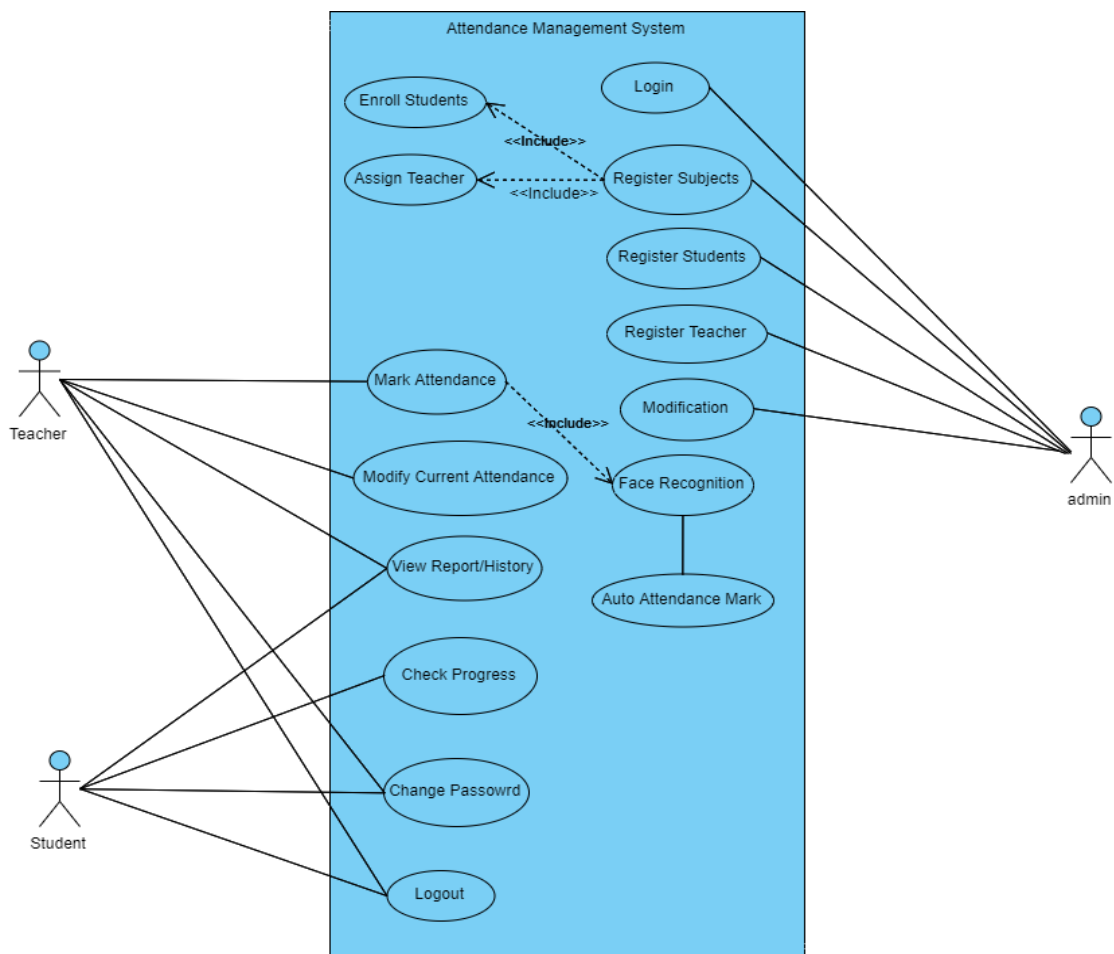 Attendance Management System
Enroll Students
Login
<<Include>>
Assign Teacher
<<Include>>
Register Subjects
Register Students
Register Teacher
Teacher
Mark Attendance
Modification
<<Include>>
admin
Modify Current Attendance
Face Recognition
View Report/History
Auto Attendance Mark
Check Progress
Student
Change Passowrd
Logout